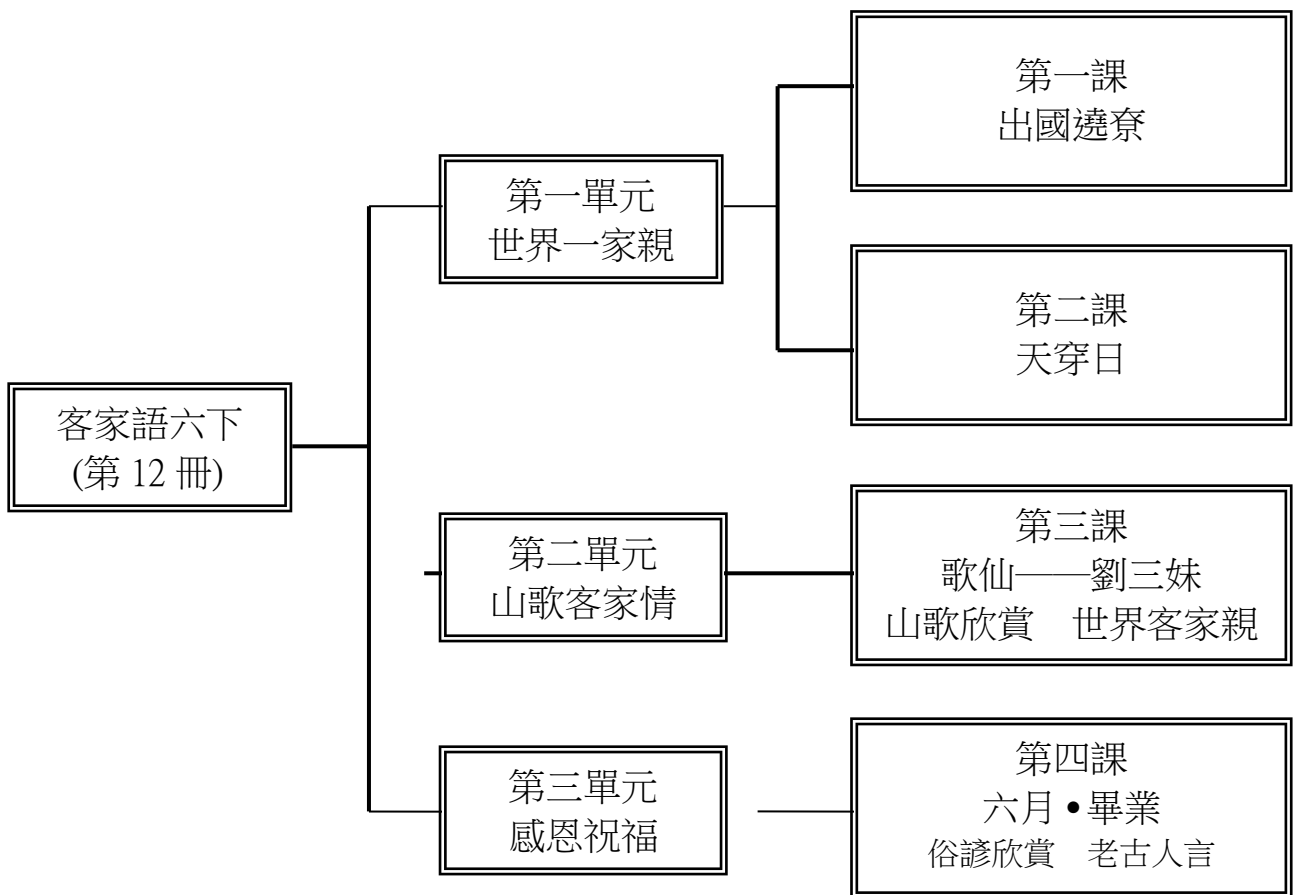 客家語六下
(第 12 冊)
第一單元
世界一家親
第一課
出國遶尞
第二課
天穿日
第二單元
山歌客家情
第三課
歌仙——劉三妹
山歌欣賞　世界客家親
第三單元
感恩祝福
第四課
六月•畢業
俗諺欣賞　老古人言